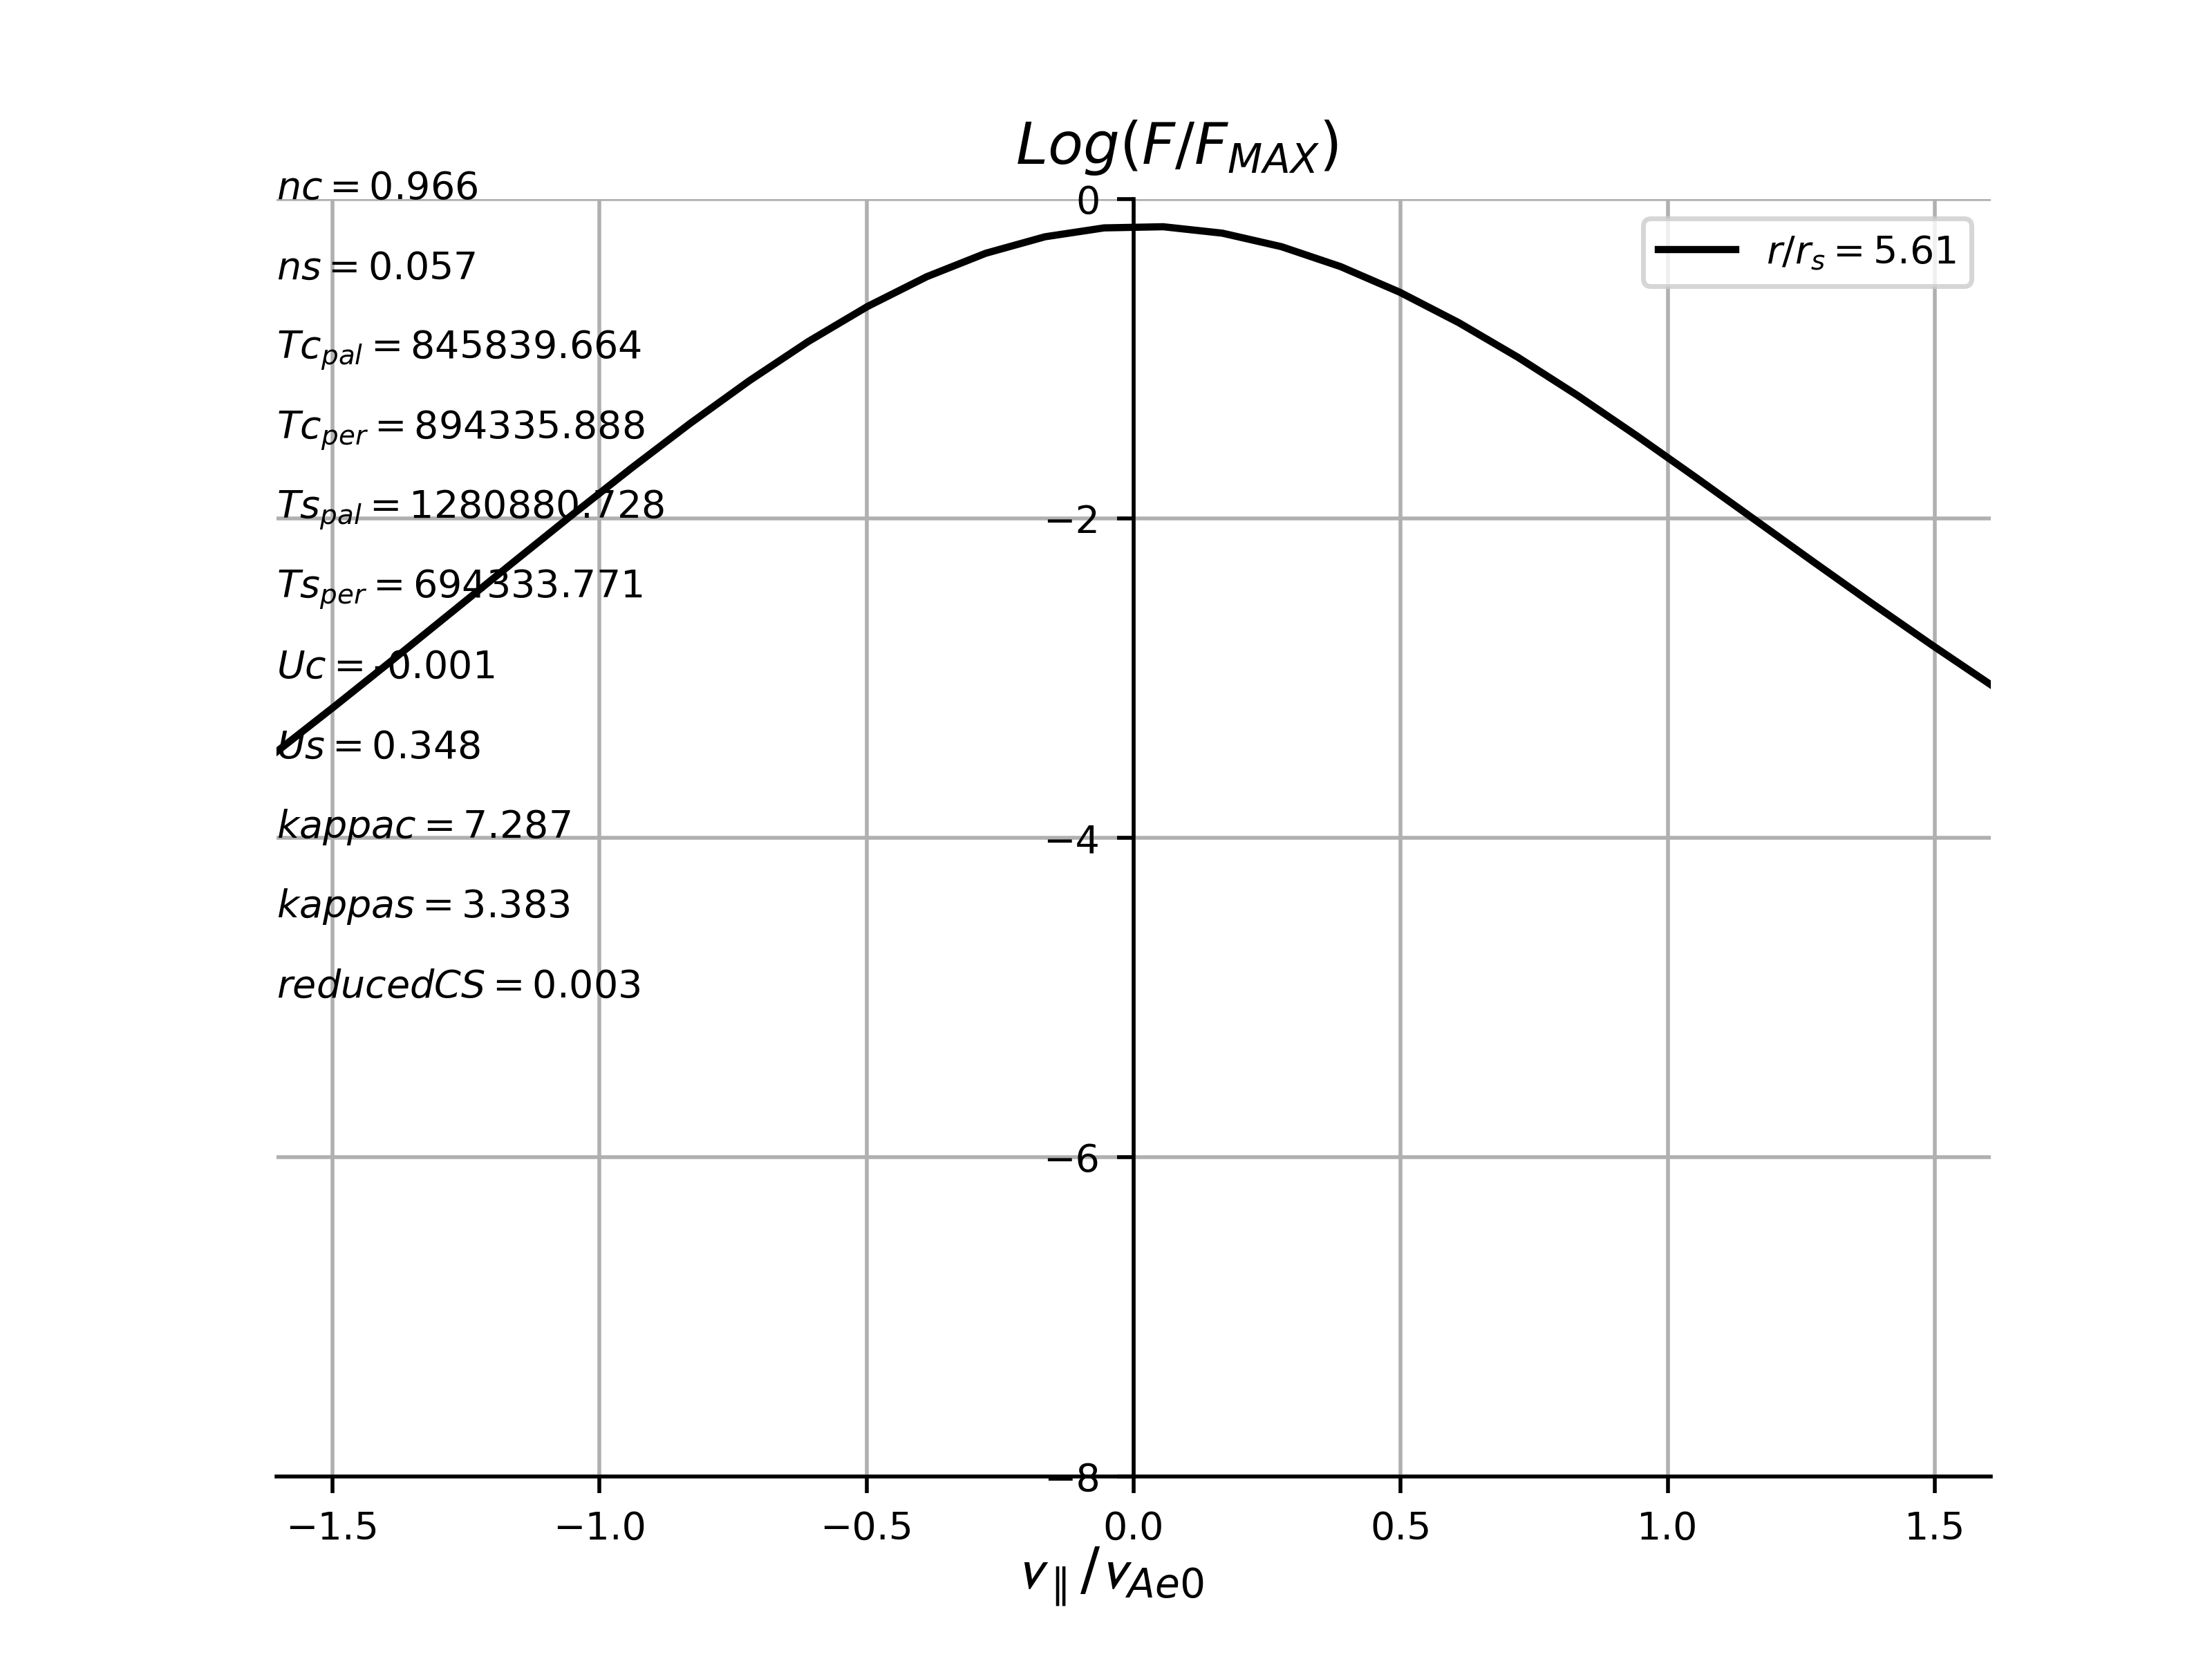 Log(F/F_MAX)
nc = 0.966
ns = 0.057
Tc_pal = 845839.664
Tc_per = 894335.888
Ts_pal = 1280880.728
Ts_per = 694333.771
Uc = -0.001
Us = 0.348
kappac = 7.287
kappas = 3.383
reducedCS = 0.003
r/r_s = 5.61
0
−2
−4
−6
−8
−1.5 −1.0 −0.5 0.0 0.5 1.0 1.5
v_∥/v_Ae0